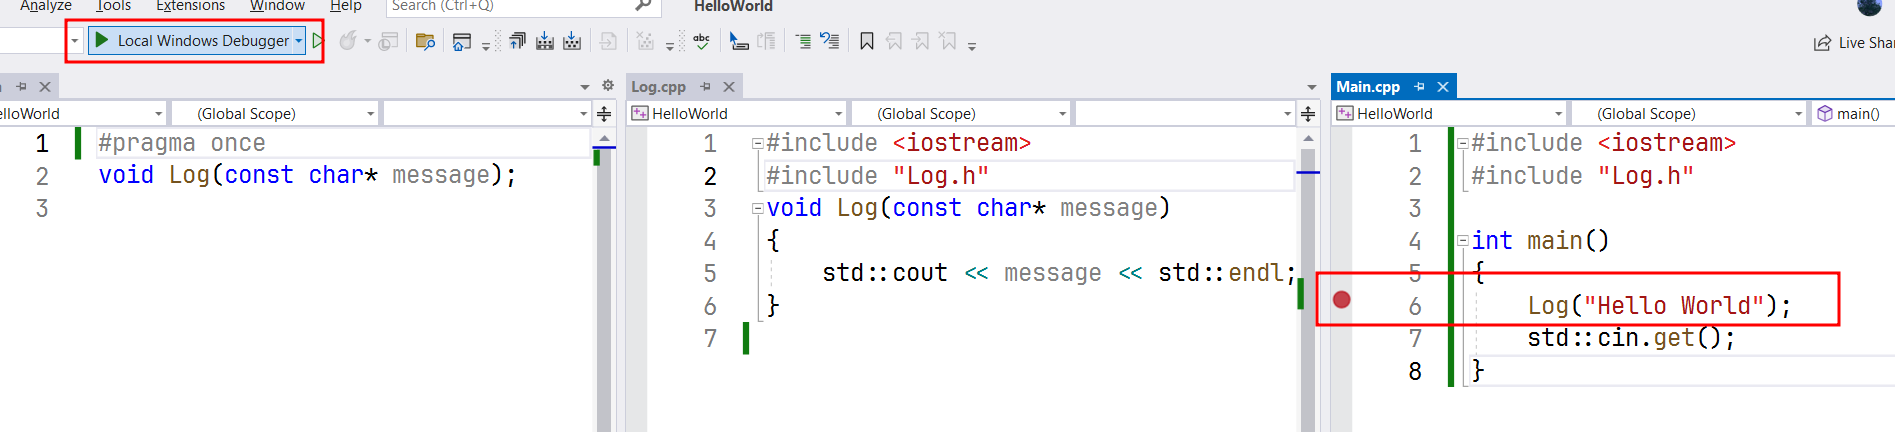 Analyze Tools Extensions Window Help Search (Ctrl+Q) HelloWorld
Local Windows Debugger abc Live Shar
Log.cpp Main.cpp
elloWorld (Global Scope) HelloWorld (Global Scope) HelloWorld (Global Scope) main()
1 #pragma once
2 void Log(const char* message);
3
1 #include <iostream>
2 #include "Log.h"
3 void Log(const char* message)
4 {
5 std::cout << message << std::endl;
6 }
7
1 #include <iostream>
2 #include "Log.h"
3
4 int main()
5 {
6 Log("Hello World");
7 std::cin.get();
8 }